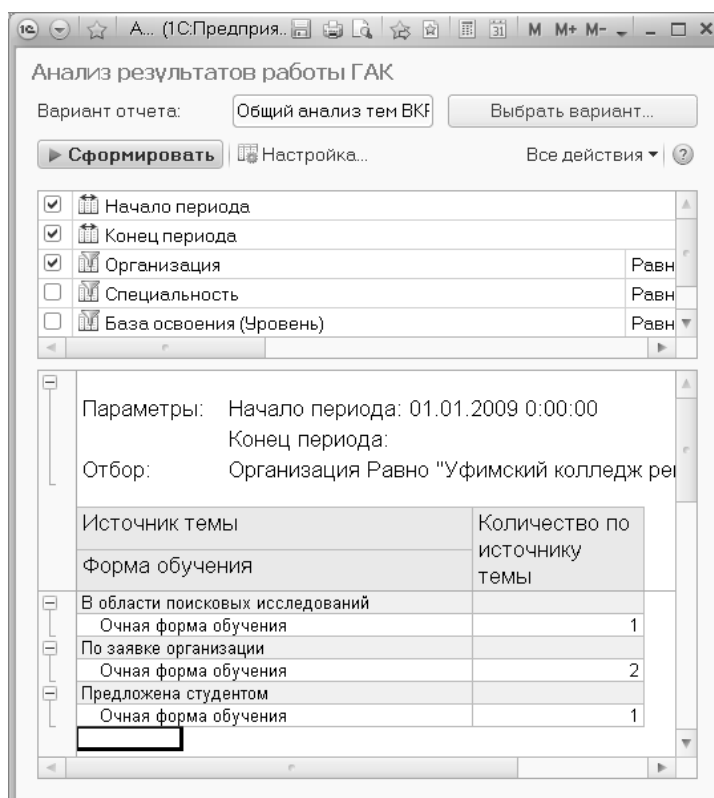 А... (1С:Предприя.. 31 M M+ M-
Анализ результатов работы ГАК
Вариант отчета: Общий анализ тем ВКР Выбрать вариант...
Сформировать Настройка... Все действия ?
Начало периода
Конец периода
Организация Равн
Специальность Равн
База освоения (Уровень) Равн
Параметры: Начало периода: 01.01.2009 0:00:00
Конец периода:
Отбор: Организация Равно "Уфимский колледж
Источник темы Количество по
источнику
Форма обучения
темы
В области поисковых исследований
Очная форма обучения 1
По заявке организации
Очная форма обучения 2
Предложена студентом
Очная форма обучения 1